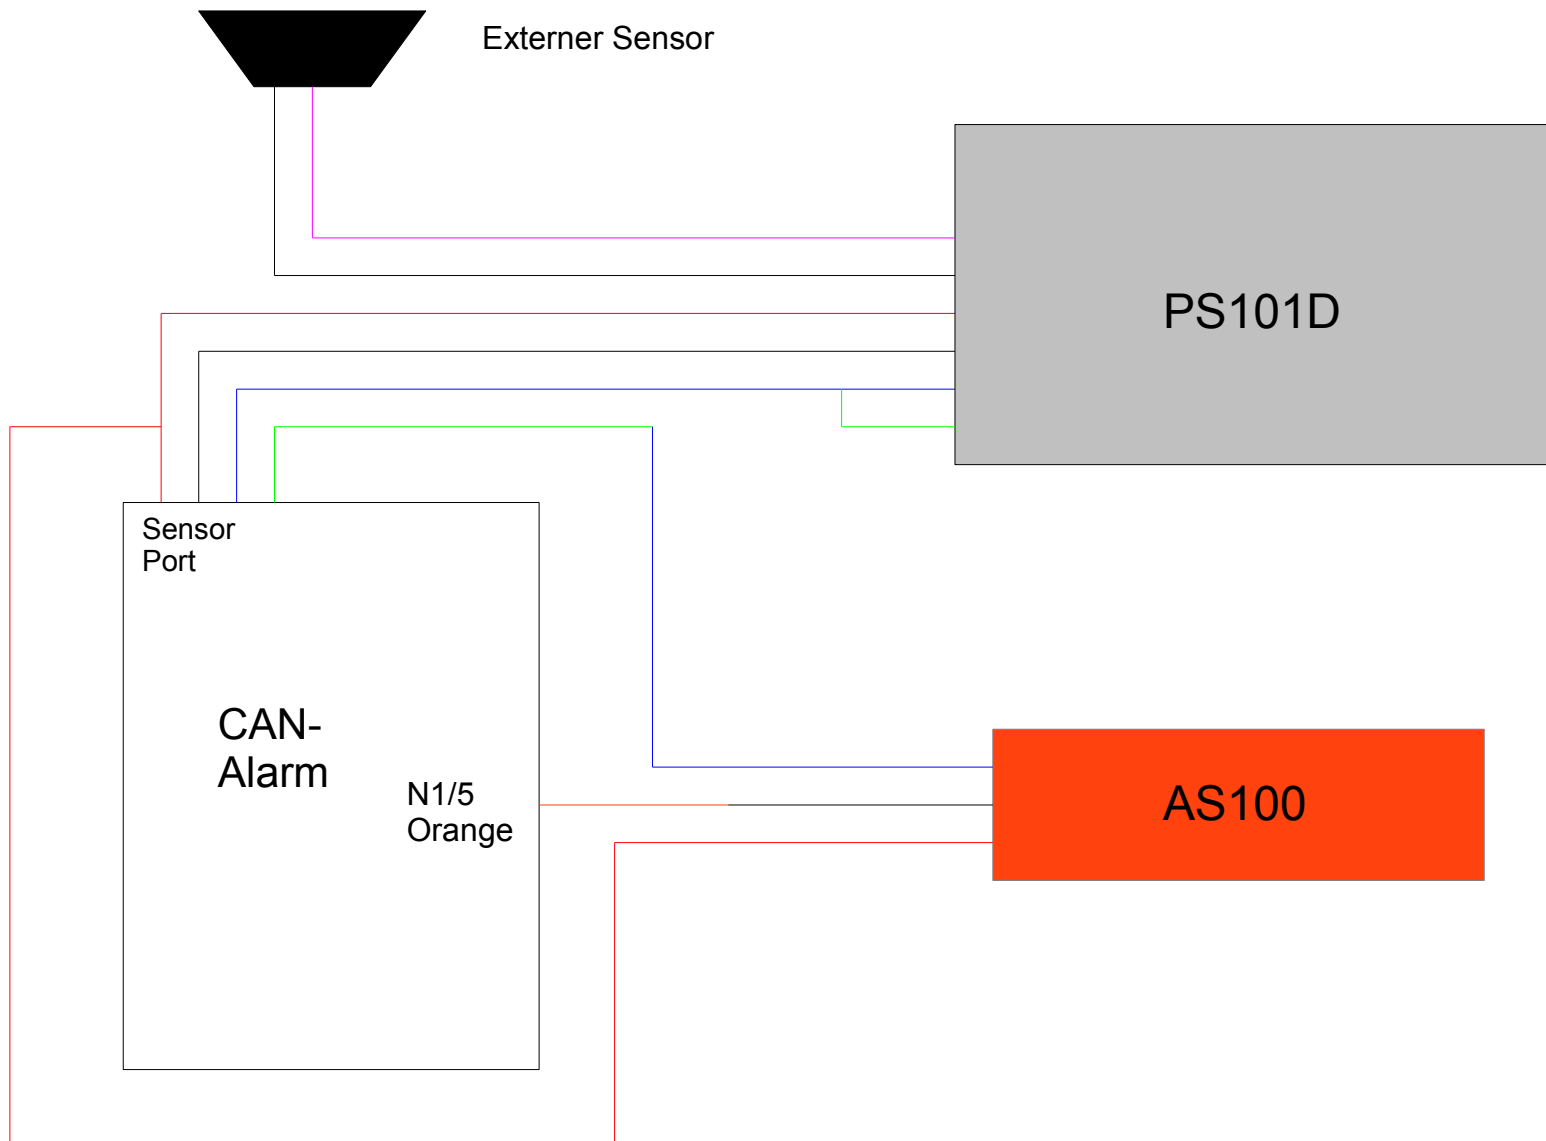 Externer Sensor
PS101D
Sensor
Port
CAN-
Alarm
N1/5
Orange
AS100